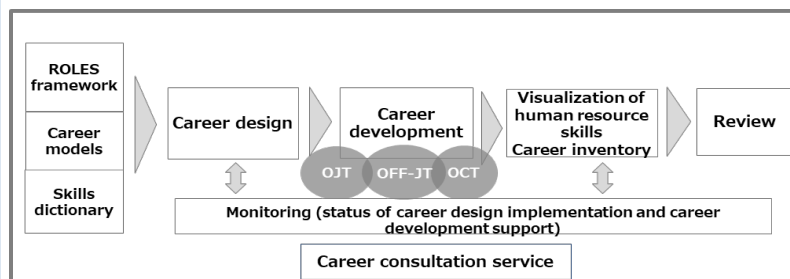 ROLES
framework
Career
models
Skills
dictionary
Career design
Career
development
OJT
OFF-JT
OCT
Visualization of
human resource
skills
Career inventory
Review
Monitoring (status of career design implementation and career
development support)
Career consultation service